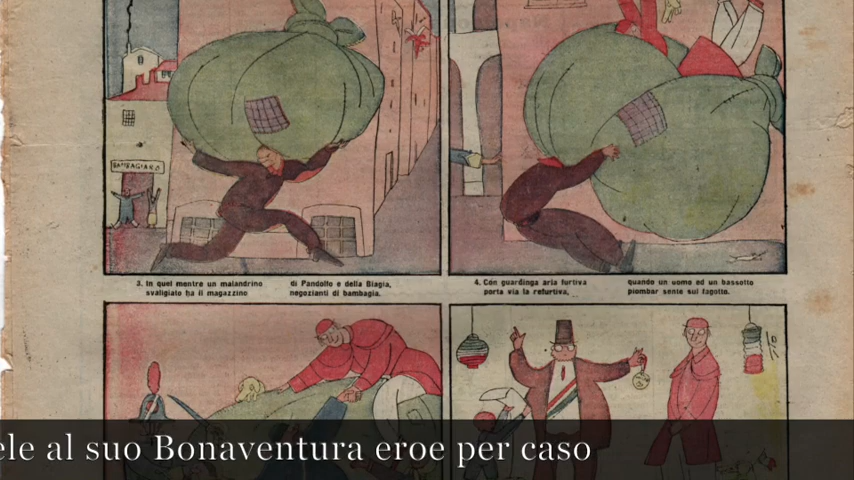 BAMBAGIARO
3. In quel mentre un malandrino
svaligiato ha il magazzino
di Pandolfo e della Biagia,
negozianti di bambagia.
4. Con guardinga aria furtiva
porta via la refurtiva,
quando un uomo ed un bassotto
piombar sente sul fagotto.
ele al suo Bonaventura eroe per caso